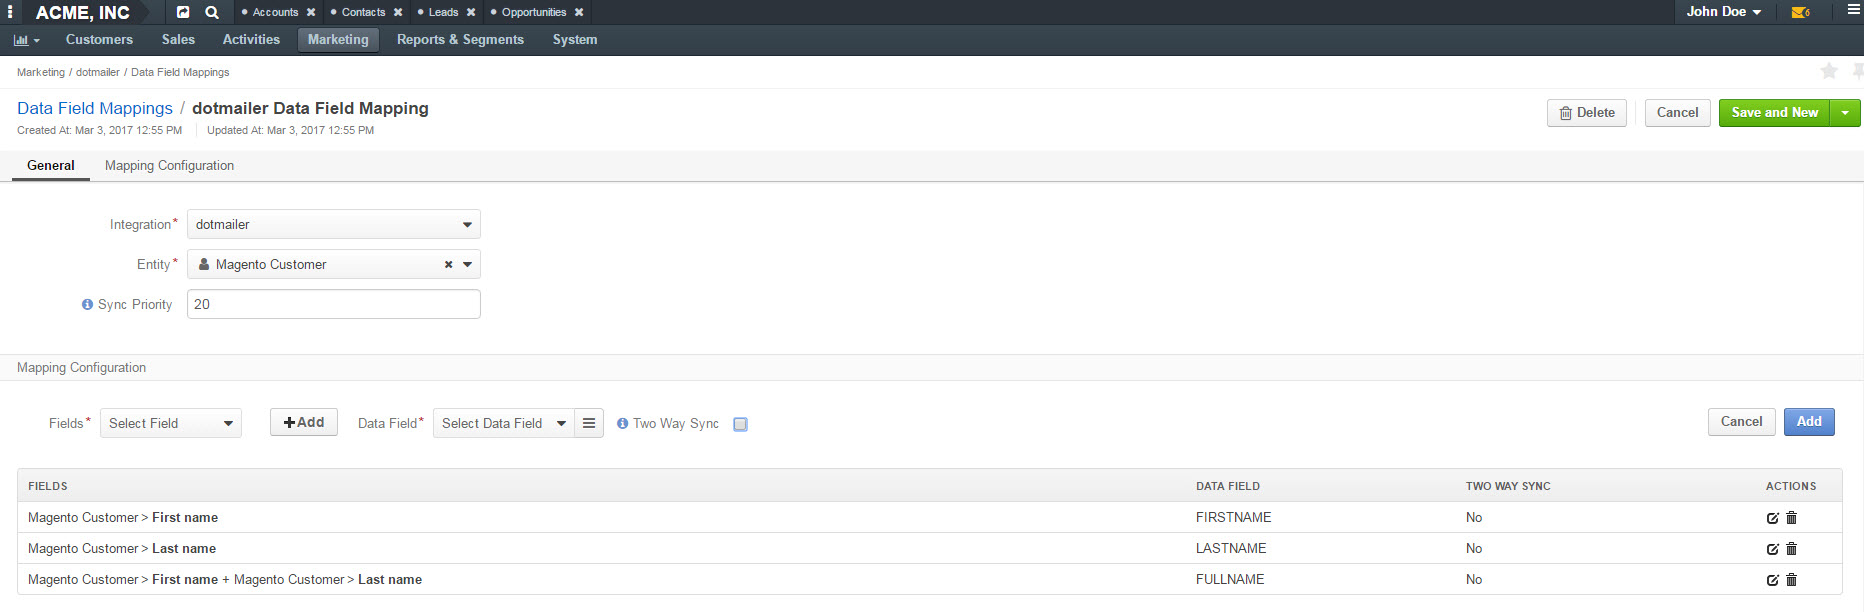 ACME, INC • Accounts ✖ • Contacts ✖ • Leads ✖ • Opportunities ✖ John Doe 6
Customers Sales Activities Marketing Reports & Segments System
Marketing / dotmailer / Data Field Mappings
Data Field Mappings / dotmailer Data Field Mapping
Delete Cancel Save and New
Created At: Mar 3, 2017 12:55 PM Updated At: Mar 3, 2017 12:55 PM
General Mapping Configuration
Integration* dotmailer
Entity* Magento Customer ✖
Sync Priority 20
Mapping Configuration
Fields* Select Field +Add Data Field* Select Data Field Two Way Sync Cancel Add
FIELDS DATA FIELD TWO WAY SYNC ACTIONS
Magento Customer > First name FIRSTNAME No
Magento Customer > Last name LASTNAME No
Magento Customer > First name + Magento Customer > Last name FULLNAME No